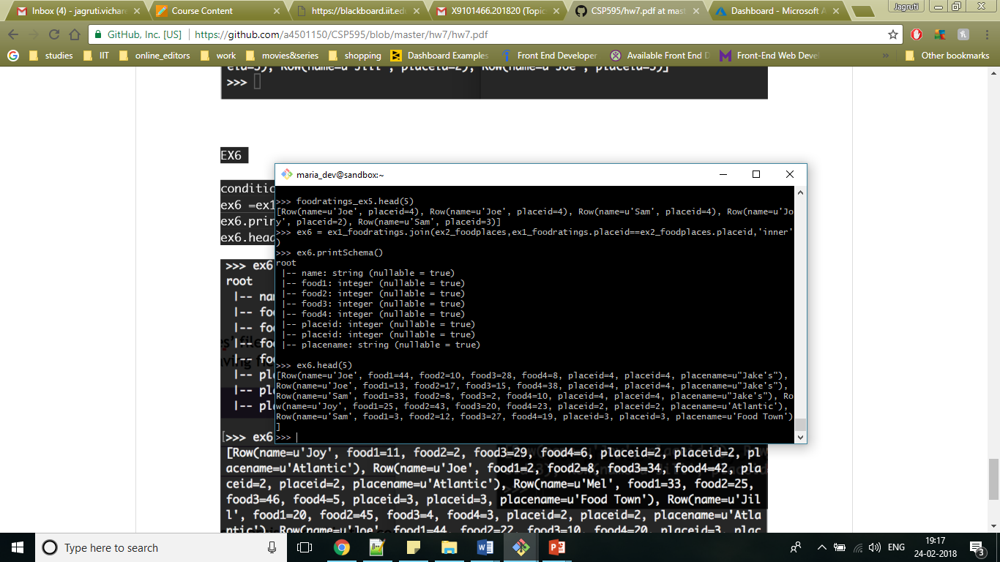 Inbox (4) - jagruti.vichare
Course Content
https://blackboard.iit.ed
X9101466.201820 (Topic
CSP595/hw7.pdf at mast
Dashboard - Microsoft A
Jagruti
GitHub, Inc. [US]
https://github.com/a4501150/CSP595/blob/master/hw7/hw7.pdf
studies
IIT
online_editors
work
movies&series
shopping
Dashboard Examples
Front End Developer
Available Front End D
Front-End Web Deve
»
Other bookmarks
eid=3), Row(name=u'Jill', placeid=2), Row(name=u'Joe', placeid=3)]
>>>
EX6
conditio
ex6 =ex1
ex6.prin
ex6.head
>>> ex6
root
|-- nam
|-- foo
|-- foo
|-- foo
|-- foo
|-- pla
|-- pla
|-- pla
[>>> ex6
maria_dev@sandbox:~
>>> foodratings_ex5.head(5)
[Row(name=u'Joe', placeid=4), Row(name=u'Joe', placeid=4), Row(name=u'Sam', placeid=4), Row(name=u'Jo
y', placeid=2), Row(name=u'Sam', placeid=3)]
>>> ex6 = ex1_foodratings.join(ex2_foodplaces,ex1_foodratings.placeid==ex2_foodplaces.placeid,'inner'
)
>>> ex6.printSchema()
root
|-- name: string (nullable = true)
|-- food1: integer (nullable = true)
|-- food2: integer (nullable = true)
|-- food3: integer (nullable = true)
|-- food4: integer (nullable = true)
|-- placeid: integer (nullable = true)
|-- placeid: integer (nullable = true)
|-- placename: string (nullable = true)
>>> ex6.head(5)
[Row(name=u'Joe', food1=44, food2=10, food3=28, food4=8, placeid=4, placeid=4, placename=u"Jake's"),
Row(name=u'Joe', food1=13, food2=17, food3=15, food4=38, placeid=4, placeid=4, placename=u"Jake's"),
Row(name=u'Sam', food1=33, food2=8, food3=2, food4=10, placeid=4, placeid=4, placename=u"Jake's"), Ro
w(name=u'Joy', food1=25, food2=43, food3=20, food4=23, placeid=2, placeid=2, placename=u'Atlantic'),
Row(name=u'Sam', food1=3, food2=12, food3=27, food4=19, placeid=3, placeid=3, placename=u'Food Town')
]
>>>
[Row(name=u'Joy', food1=11, food2=2, food3=29, food4=6, placeid=2, placeid=2, pl
acename=u'Atlantic'), Row(name=u'Joe', food1=2, food2=8, food3=34, food4=42, pla
ceid=2, placeid=2, placename=u'Atlantic'), Row(name=u'Mel', food1=33, food2=25,
food3=46, food4=5, placeid=3, placeid=3, placename=u'Food Town'), Row(name=u'Jil
l', food1=20, food2=45, food3=4, food4=3, placeid=2, placeid=2, placename=u'Atla
ntic'), Row(name=u'Joe', food1=44, food2=22, food3=10, food4=20, placeid=3, plac
Type here to search
ENG
19:17
24-02-2018
3